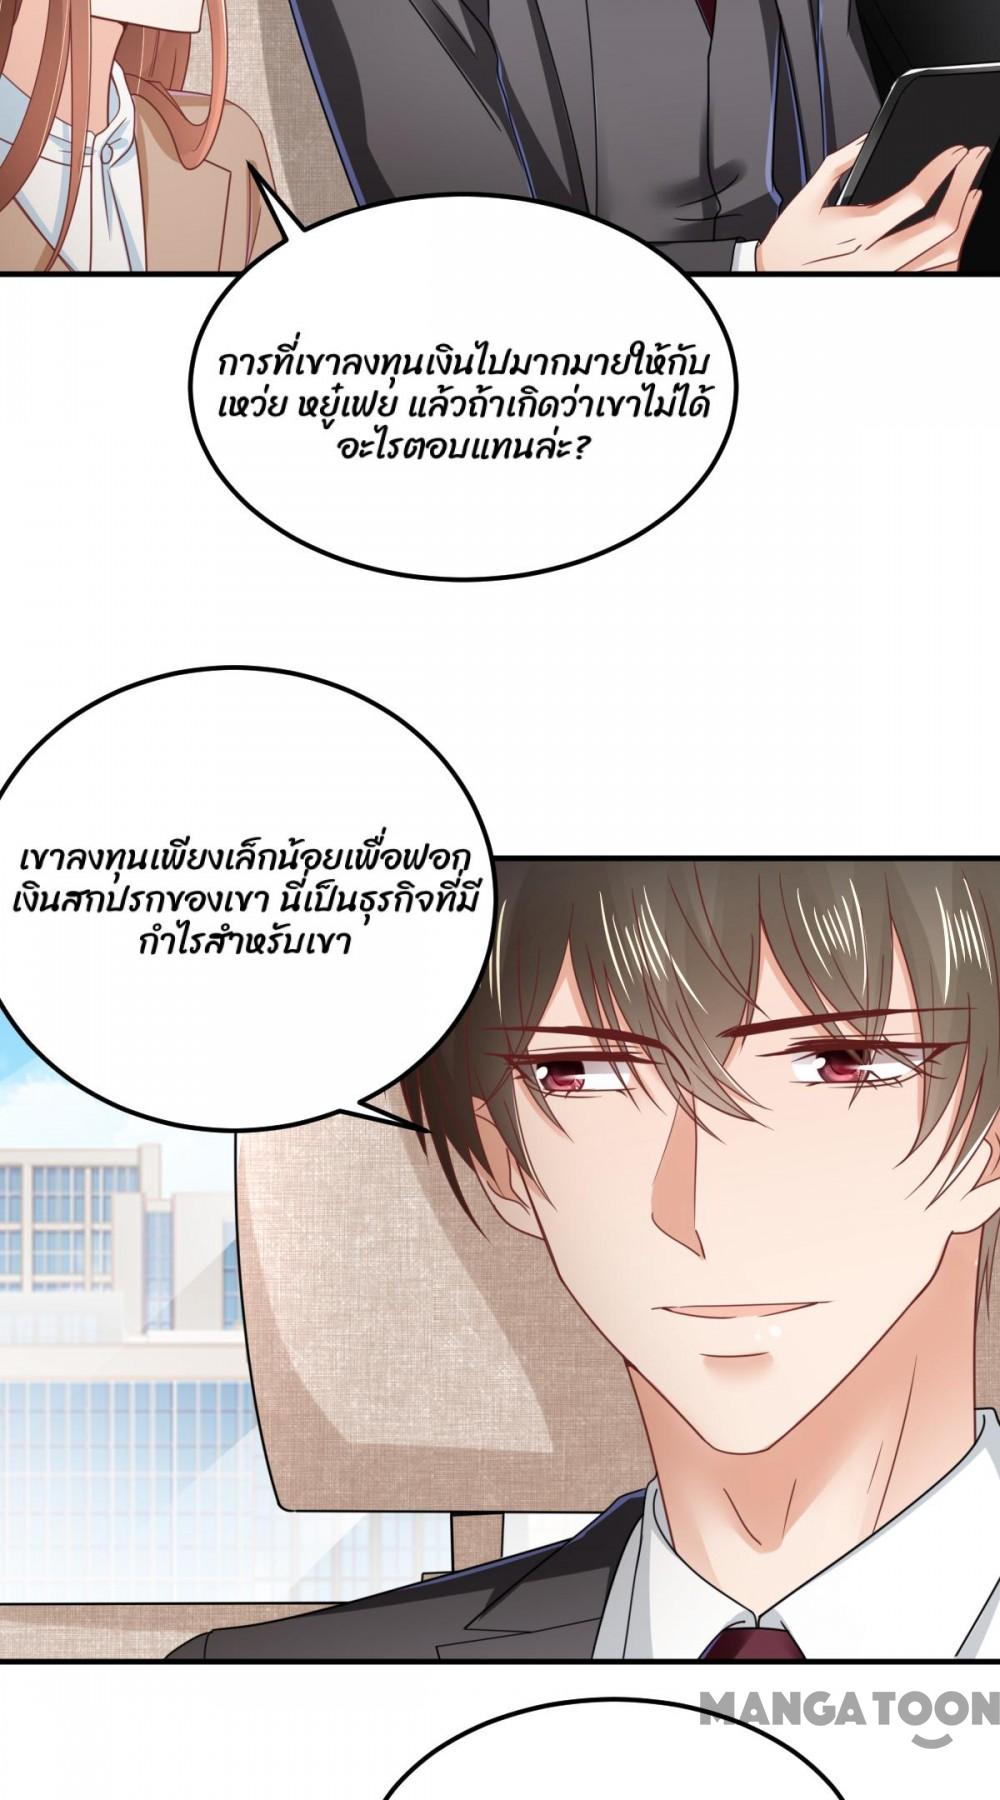 การที่เขาลงทุนเงินไปมากมายให้กับ
เหว่ย หยู๋เฟย แล้วถ้าเกิดว่าเขาไม่ได้
อะไรตอบแทนล่ะ?
เขาลงทุนเพียงเล็กน้อยเพื่อฟอก
เงินสกปรกของเขา นี่เป็นธุรกิจที่มี
กำไรสำหรับเขา
MANGATOON